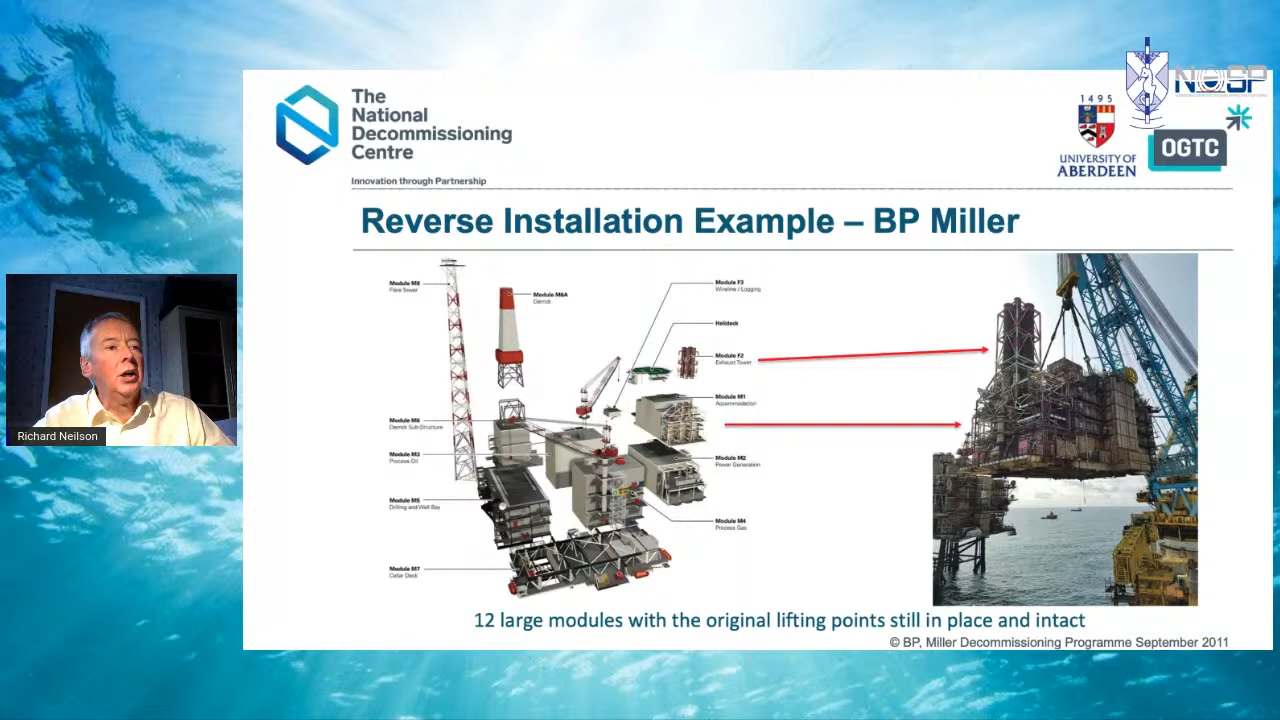 The
National
Decommissioning
Centre
Innovation through Partnership
1495
UNIVERSITY OF
ABERDEEN
NOSP
OGTC
Reverse Installation Example – BP Miller
Module M8
Flare Tower
Module M6A
Derrick
Module F3
Wireline / Logging
Helideck
Module F2
Exhaust Tower
Module M1
Accommodation
Module M6
Derrick Sub-Structure
Module M3
Process Oil
Module M2
Power Generation
Module M5
Drilling and Well Bay
Module M4
Process Gas
Module M7
Cellar Deck
Richard Neilson
12 large modules with the original lifting points still in place and intact
© BP, Miller Decommissioning Programme September 2011